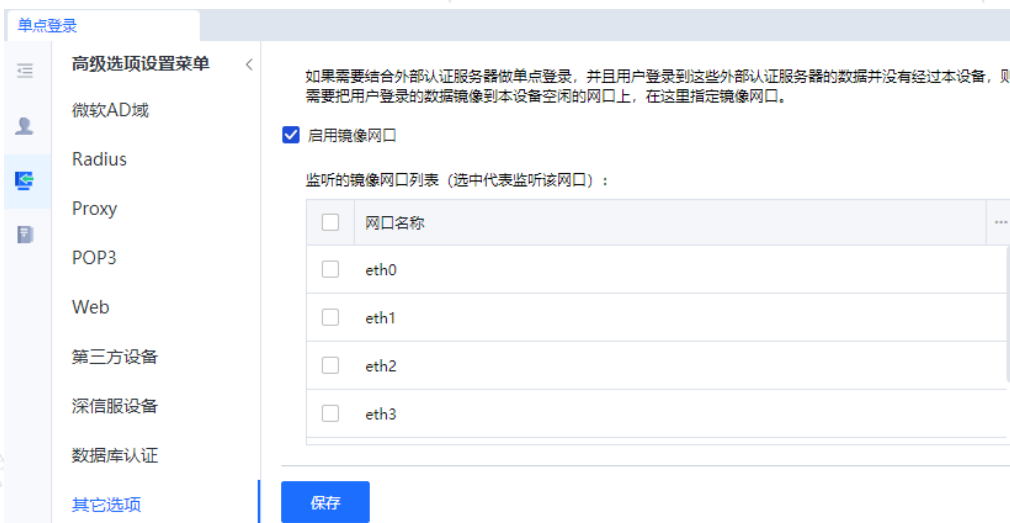 单点登录
高级选项设置菜单
微软AD域
Radius
Proxy
POP3
Web
第三方设备
深信服设备
数据库认证
其它选项
如果需要结合外部认证服务器做单点登录，并且用户登录到这些外部认证服务器的数据并没有经过本设备，则
需要把用户登录的数据镜像到本设备空闲的网口上，在这里指定镜像网口。
启用镜像网口
监听的镜像网口列表（选中代表监听该网口）：
网口名称
eth0
eth1
eth2
eth3
保存